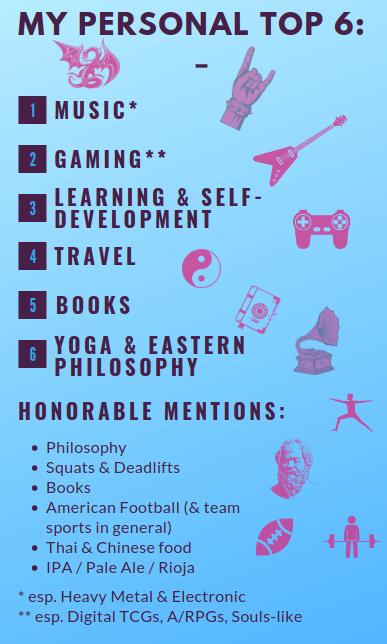 MY PERSONAL TOP 6:
–
1 MUSIC*
2 GAMING**
3 LEARNING & SELF-
DEVELOPMENT
4 TRAVEL
5 BOOKS
6 YOGA & EASTERN
PHILOSOPHY
HONORABLE MENTIONS:
• Philosophy
• Squats & Deadlifts
• Books
• American Football (& team
sports in general)
• Thai & Chinese food
• IPA / Pale Ale / Rioja
* esp. Heavy Metal & Electronic
** esp. Digital TCGs, A/RPGs, Souls-like